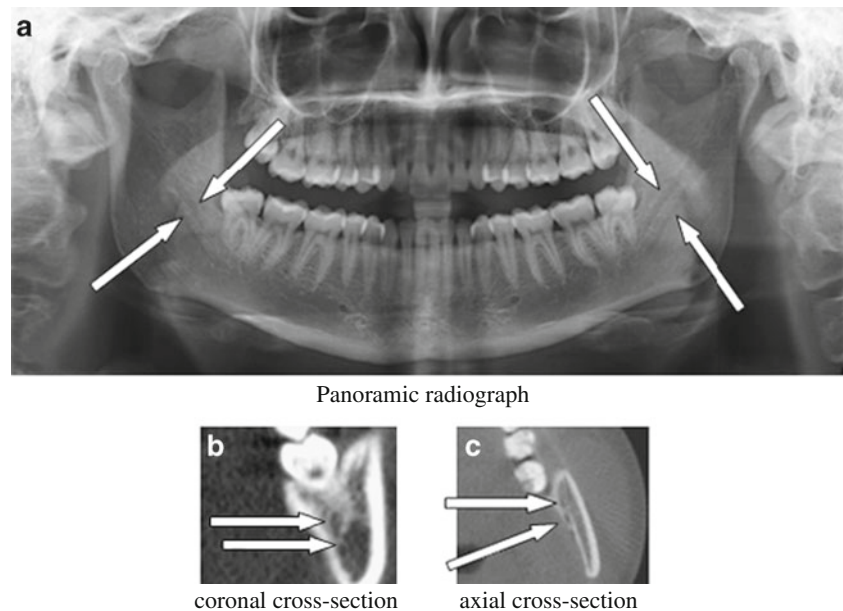 a
Panoramic radiograph
b
c
coronal cross-section
axial cross-section